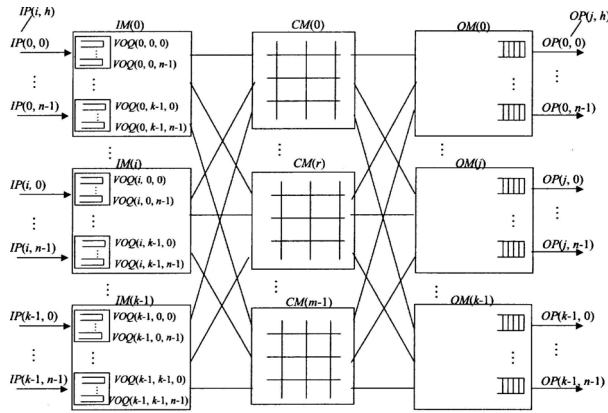 IP(i, h)
OP(j, h)
IM(0)
CM(0)
OM(0)
IP(0, 0)
VOQ(0, 0, 0)
VOQ(0, 0, n-1)
OP(0, 0)
IP(0, n-1)
VOQ(0, k-1, 0)
VOQ(0, k-1, n-1)
OP(0, n-1)
IM(i)
CM(r)
OM(j)
IP(i, 0)
VOQ(i, 0, 0)
VOQ(i, 0, n-1)
OP(j, 0)
IP(i, n-1)
VOQ(i, k-1, 0)
VOQ(i, k-1, n-1)
OP(j, n-1)
IM(k-1)
CM(m-1)
OM(k-1)
IP(k-1, 0)
VOQ(k-1, 0, 0)
VOQ(k-1, 0, n-1)
OP(k-1, 0)
IP(k-1, n-1)
VOQ(k-1, k-1, 0)
VOQ(k-1, k-1, n-1)
OP(k-1, n-1)